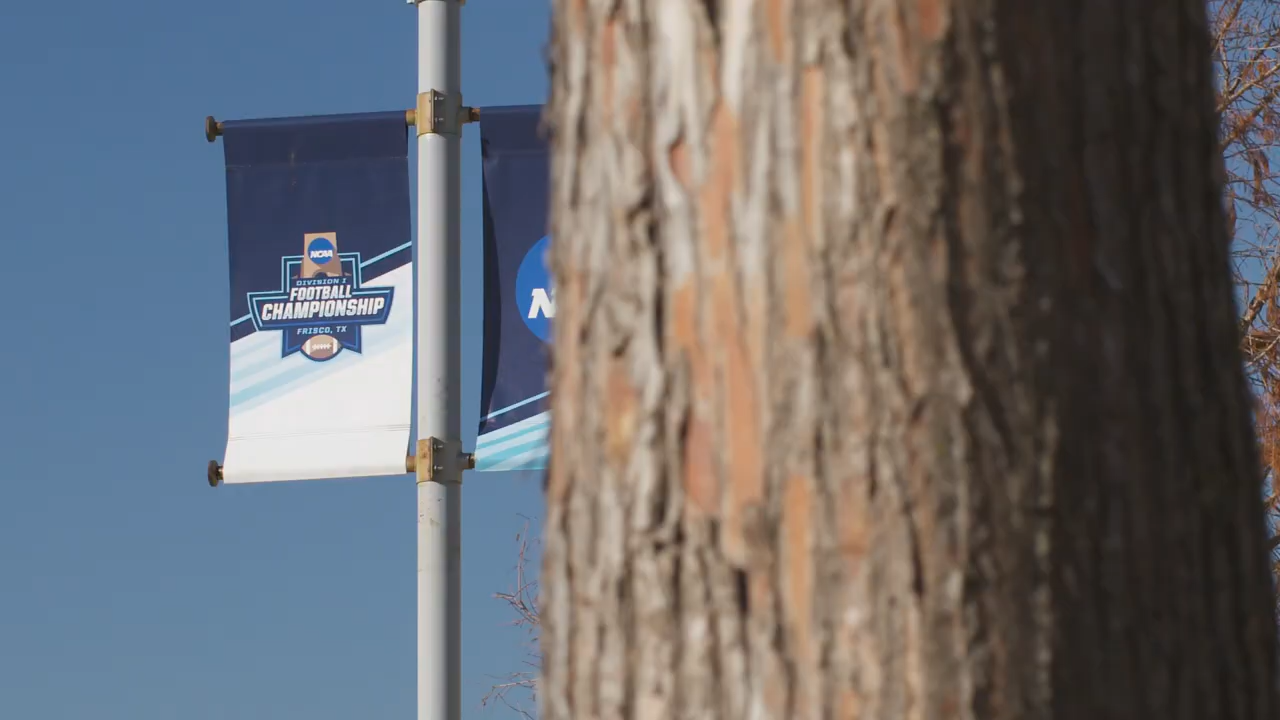 NCAA
DIVISION I
FOOTBALL
CHAMPIONSHIP
FRISCO, TX
N